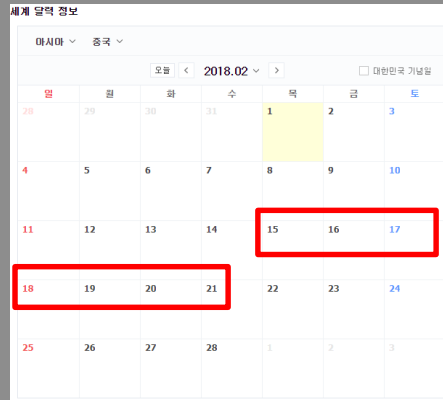 세계 달력 정보
아시아 중국
오늘 < 2018.02 > 대한민국 기념일
일 월 화 수 목 금 토
28 29 30 31 1 2 3
4 5 6 7 8 9 10
11 12 13 14 15 16 17
18 19 20 21 22 23 24
25 26 27 28 1 2 3